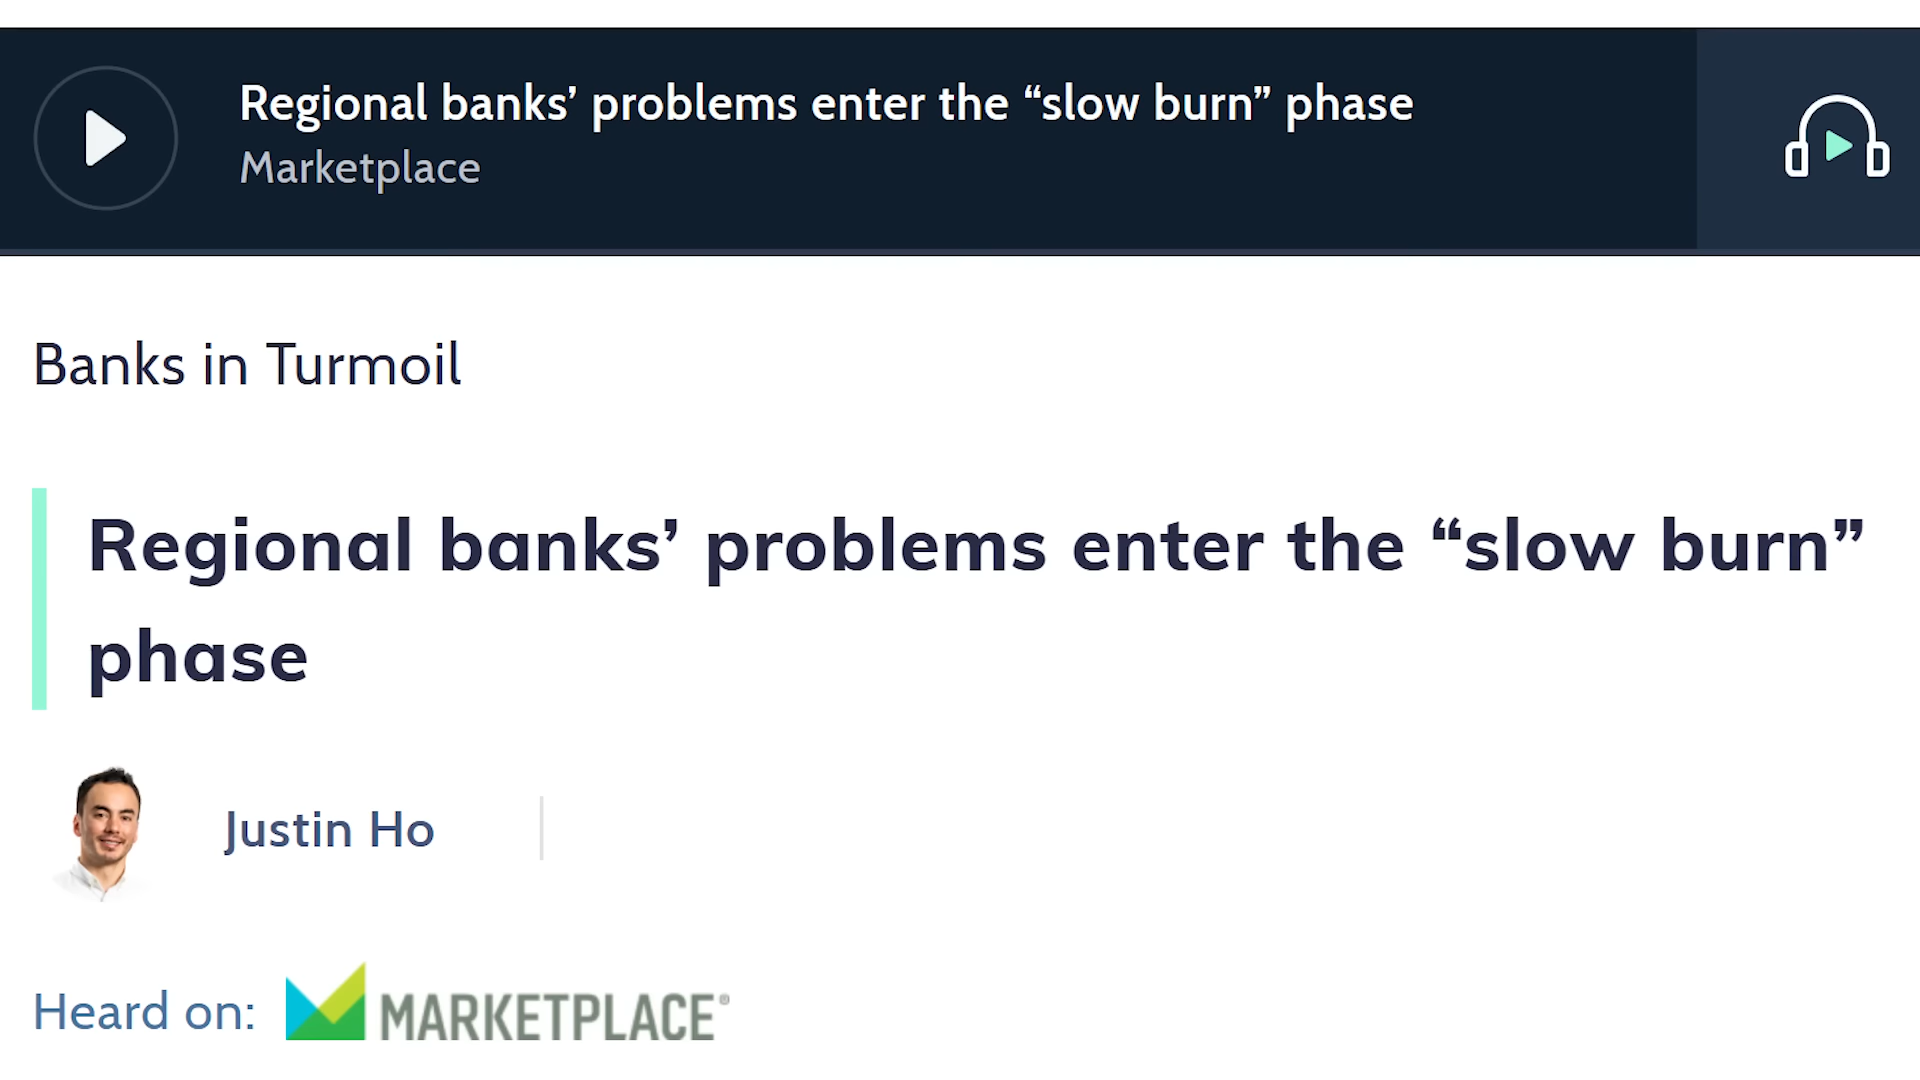 Regional banks’ problems enter the “slow burn” phase
Marketplace
Banks in Turmoil
Regional banks’ problems enter the “slow burn”
phase
Justin Ho
Heard on: MARKETPLACE®